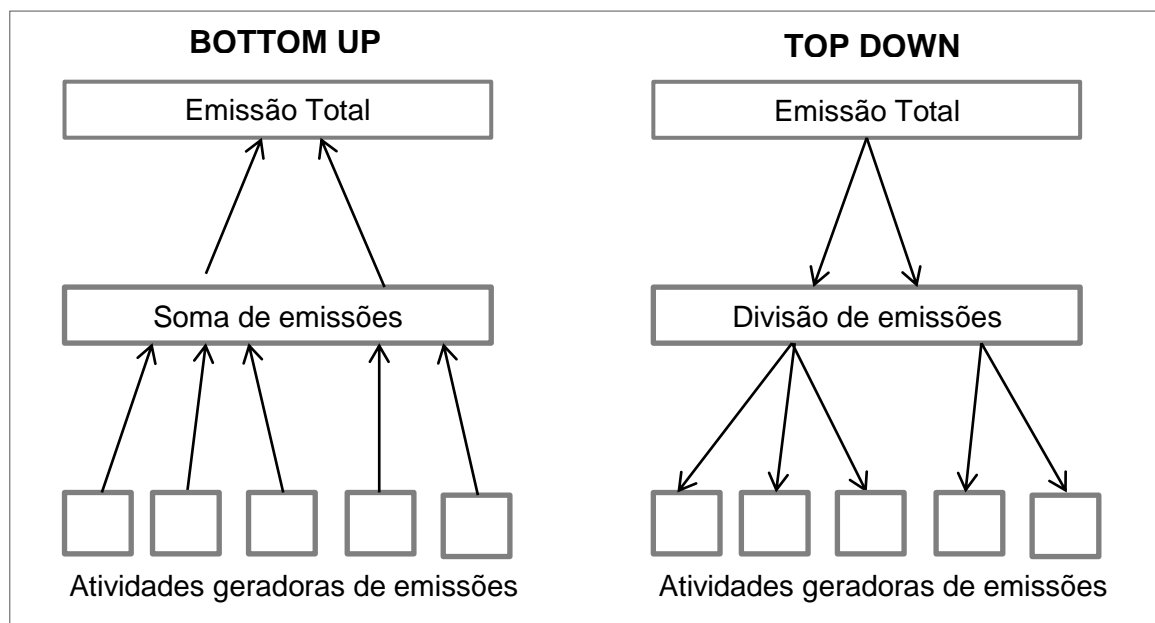 BOTTOM UP
Emissão Total
Soma de emissões
Atividades geradoras de emissões
TOP DOWN
Emissão Total
Divisão de emissões
Atividades geradoras de emissões